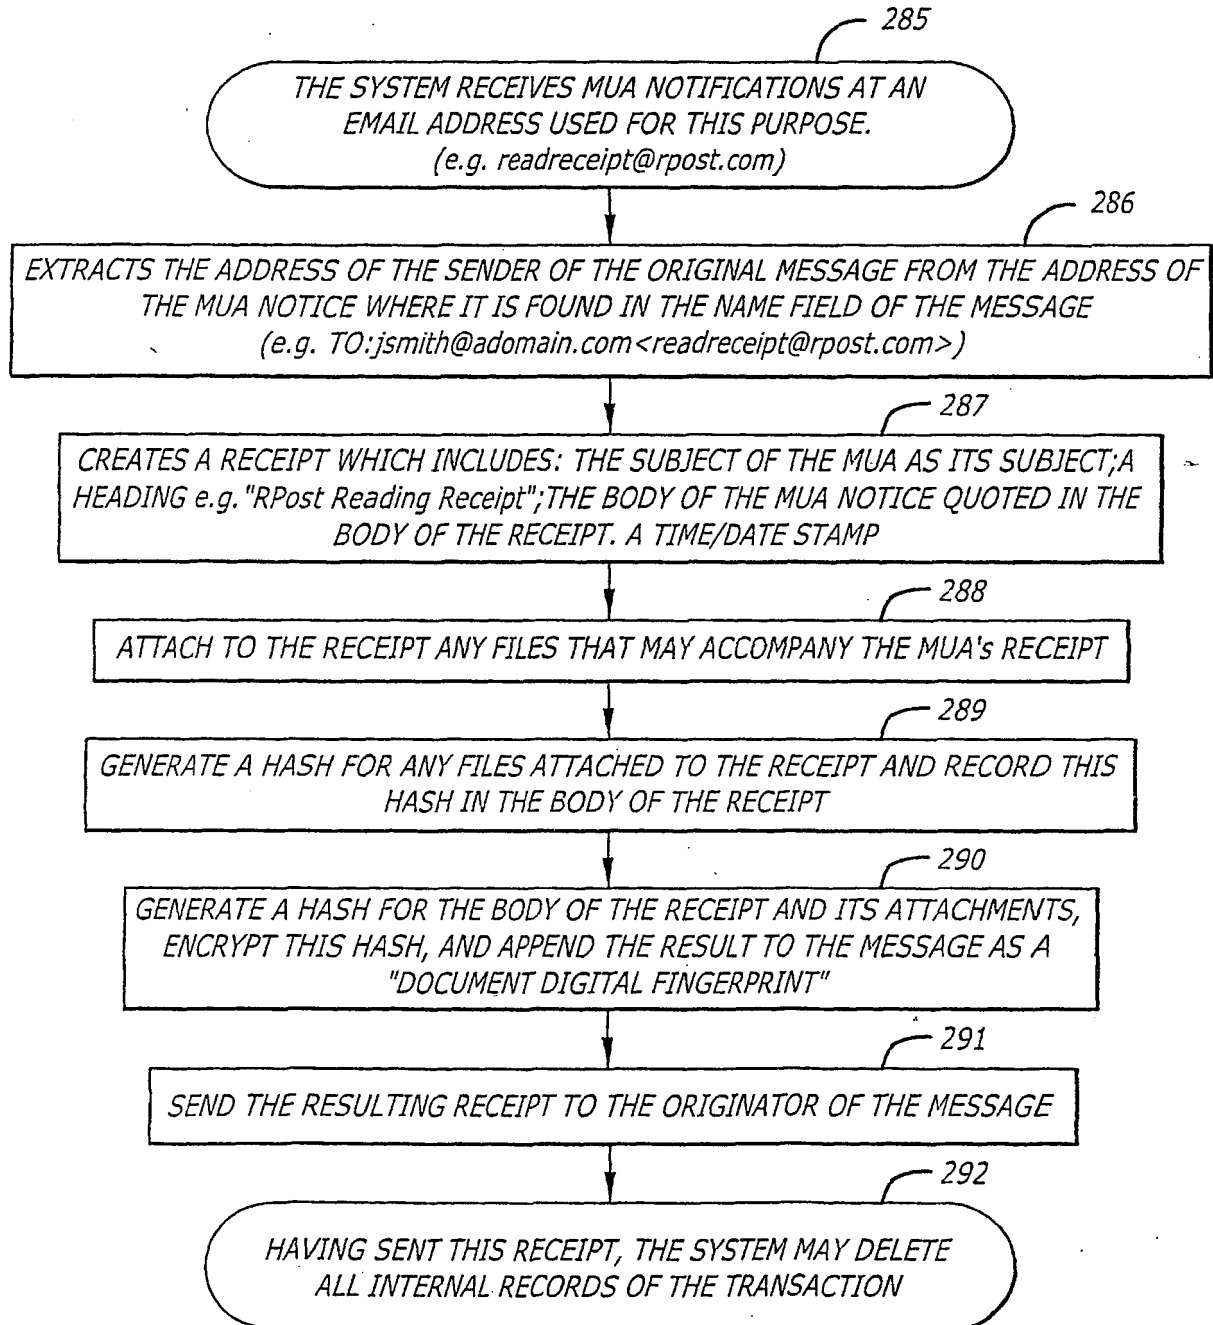 285
THE SYSTEM RECEIVES MUA NOTIFICATIONS AT AN
EMAIL ADDRESS USED FOR THIS PURPOSE.
(e.g. readreceipt@rpost.com)
286
EXTRACTS THE ADDRESS OF THE SENDER OF THE ORIGINAL MESSAGE FROM THE ADDRESS OF
THE MUA NOTICE WHERE IT IS FOUND IN THE NAME FIELD OF THE MESSAGE
(e.g. TO:jsmith@adomain.com<readreceipt@rpost.com>)
287
CREATES A RECEIPT WHICH INCLUDES: THE SUBJECT OF THE MUA AS ITS SUBJECT;A
HEADING e.g."RPost Reading Receipt";THE BODY OF THE MUA NOTICE QUOTED IN THE
BODY OF THE RECEIPT. A TIME/DATE STAMP
288
ATTACH TO THE RECEIPT ANY FILES THAT MAY ACCOMPANY THE MUA's RECEIPT
289
GENERATE A HASH FOR ANY FILES ATTACHED TO THE RECEIPT AND RECORD THIS
HASH IN THE BODY OF THE RECEIPT
290
GENERATE A HASH FOR THE BODY OF THE RECEIPT AND ITS ATTACHMENTS,
ENCRYPT THIS HASH, AND APPEND THE RESULT TO THE MESSAGE AS A
"DOCUMENT DIGITAL FINGERPRINT"
291
SEND THE RESULTING RECEIPT TO THE ORIGINATOR OF THE MESSAGE
292
HAVING SENT THIS RECEIPT, THE SYSTEM MAY DELETE
ALL INTERNAL RECORDS OF THE TRANSACTION